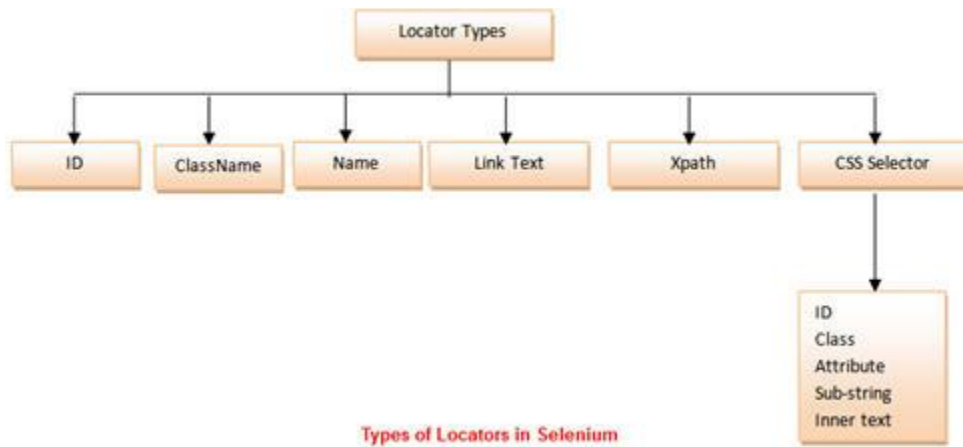 Locator Types
ID
ClassName
Name
Link Text
Xpath
CSS Selector
ID
Class
Attribute
Sub-string
Inner text
Types of Locators in Selenium